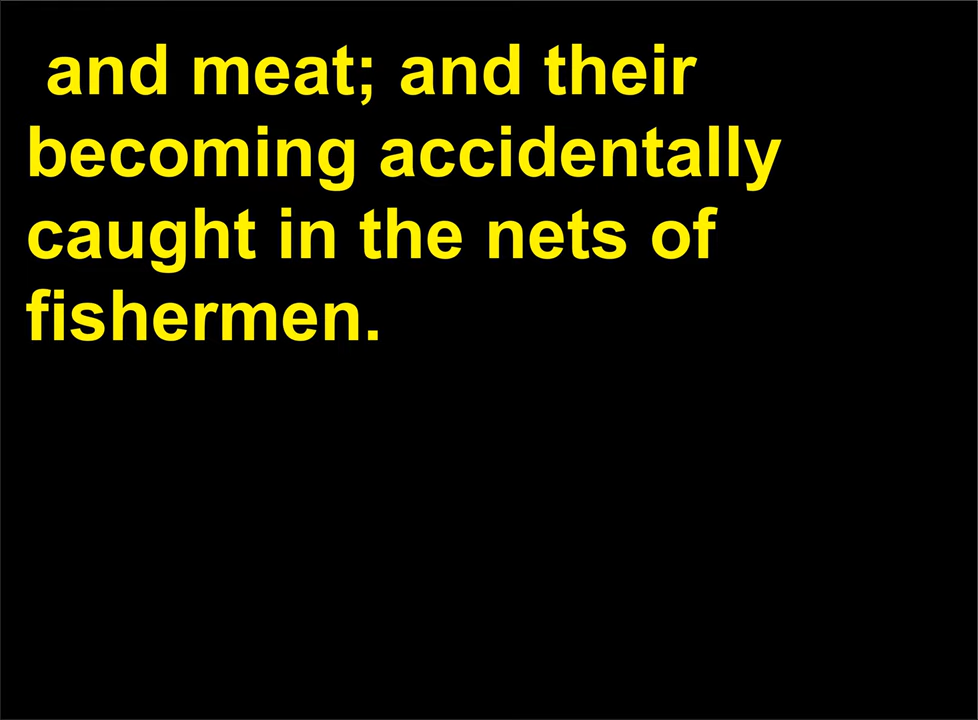 and meat; and their
becoming accidentally
caught in the nets of
fishermen.